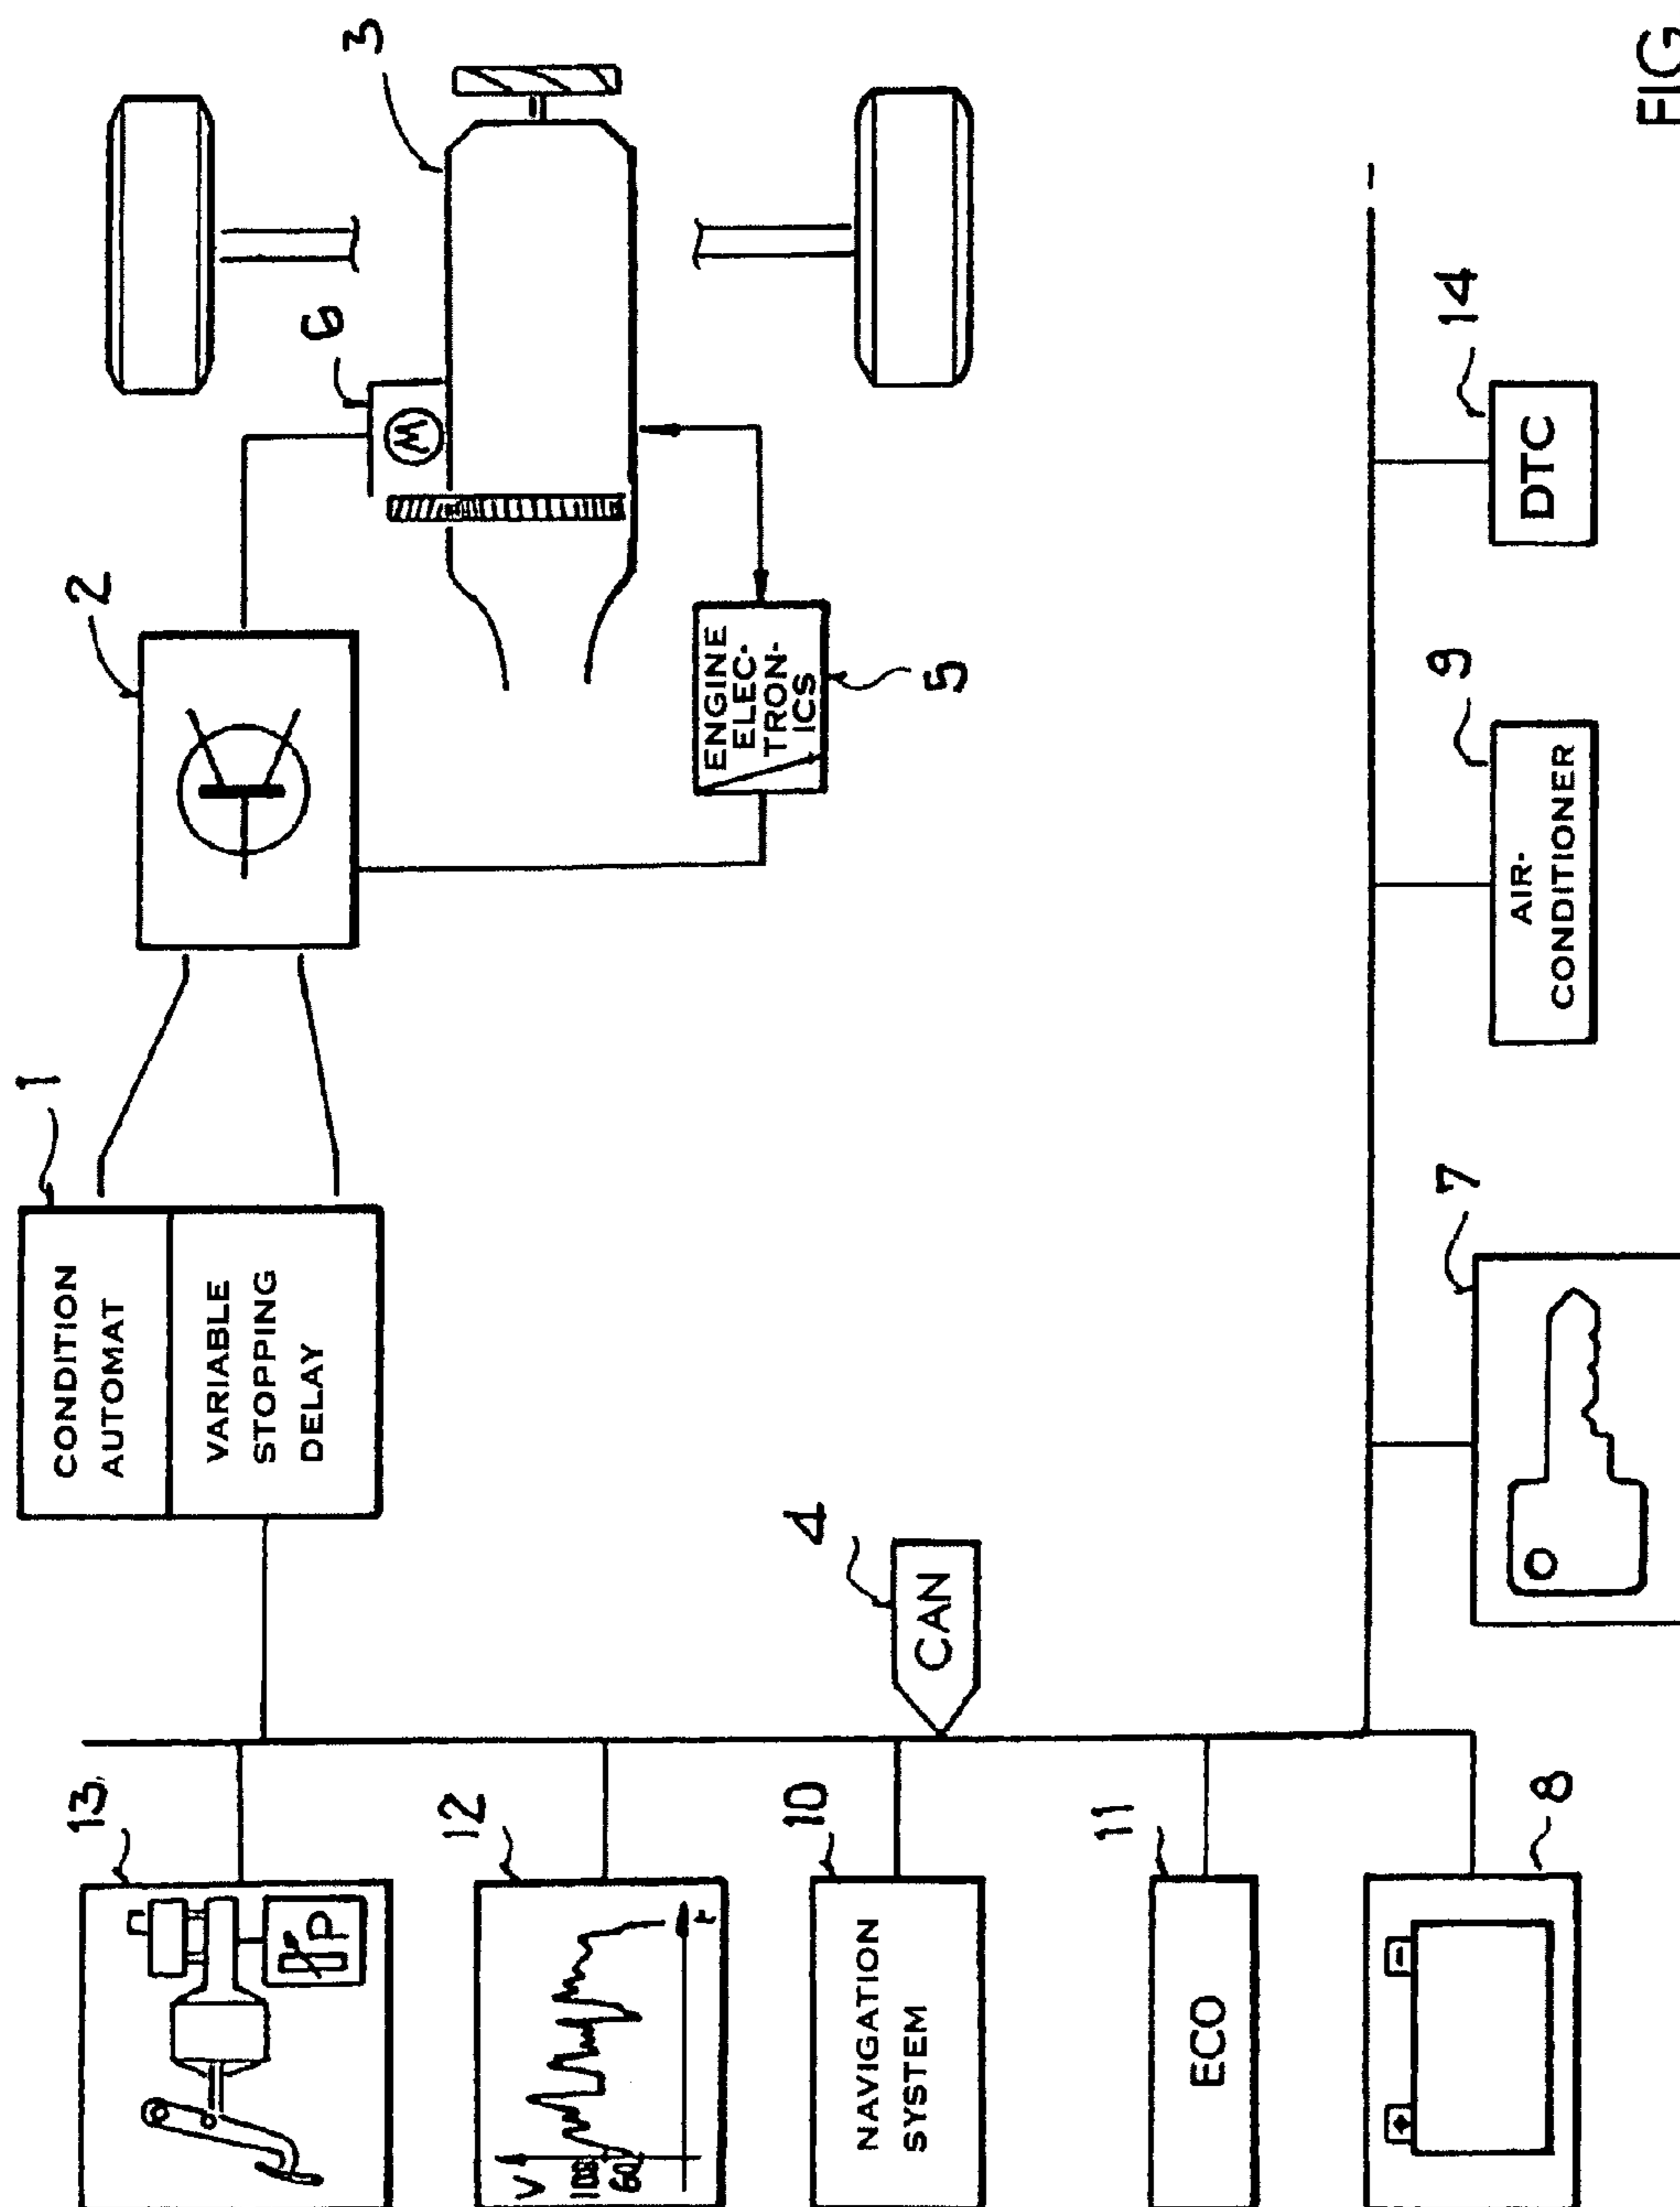 13
P
1
CONDITION
AUTOMAT
VARIABLE
STOPPING
DELAY
2
6
W
3
12
V
100
60
t
ENGINE
ELEC-
TRON-
ICS
5
10
NAVIGATION
SYSTEM
4
CAN
11
ECO
8
+ -
7
9
AIR-
CONDITIONER
14
DTC
FIG